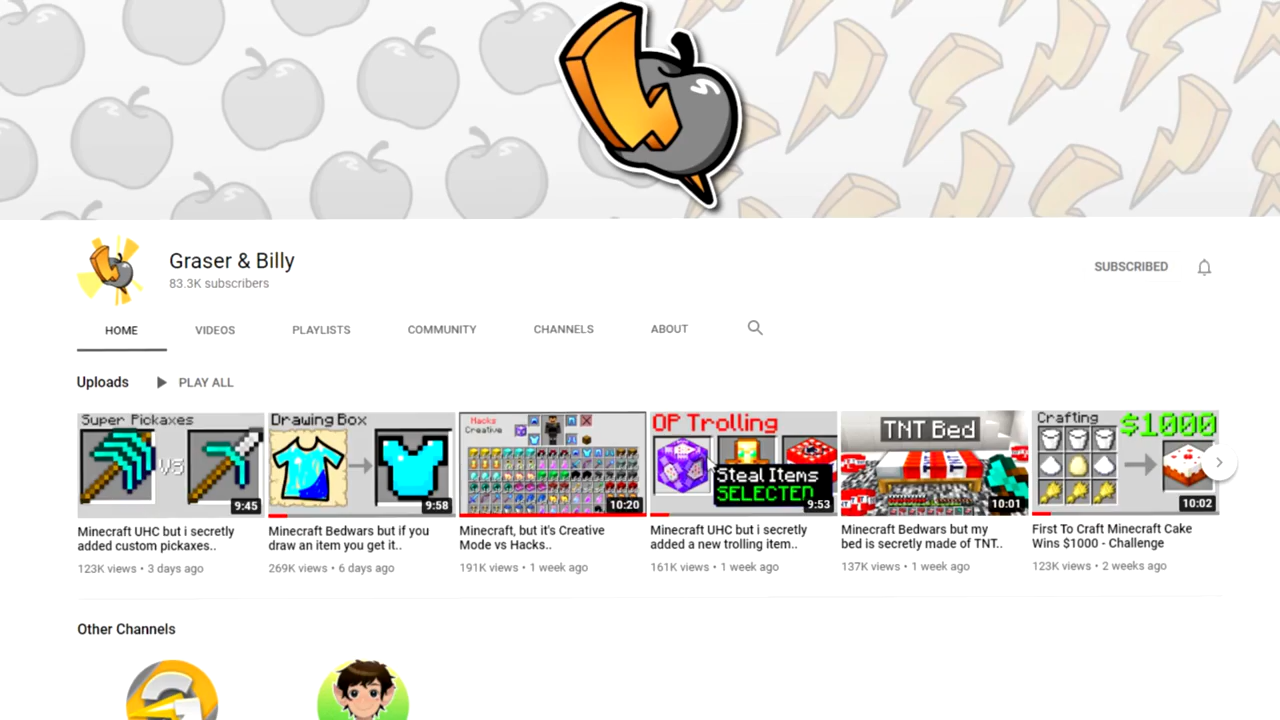 Graser & Billy
83.3K subscribers
SUBSCRIBED
HOME
VIDEOS
PLAYLISTS
COMMUNITY
CHANNELS
ABOUT
Uploads
PLAY ALL
Super Pickaxes
VS
9:45
Drawing Box
9:58
Hacks
Creative
10:20
OP Trolling
Steal Items
SELECTED
9:53
TNT Bed
10:01
Crafting
$1000
10:02
Minecraft UHC but i secretly
added custom pickaxes..
123K views • 3 days ago
Minecraft Bedwars but if you
draw an item you get it..
269K views • 6 days ago
Minecraft, but it's Creative
Mode vs Hacks..
191K views • 1 week ago
Minecraft UHC but i secretly
added a new trolling item..
161K views • 1 week ago
Minecraft Bedwars but my
bed is secretly made of TNT..
137K views • 1 week ago
First To Craft Minecraft Cake
Wins $1000 - Challenge
123K views • 2 weeks ago
Other Channels